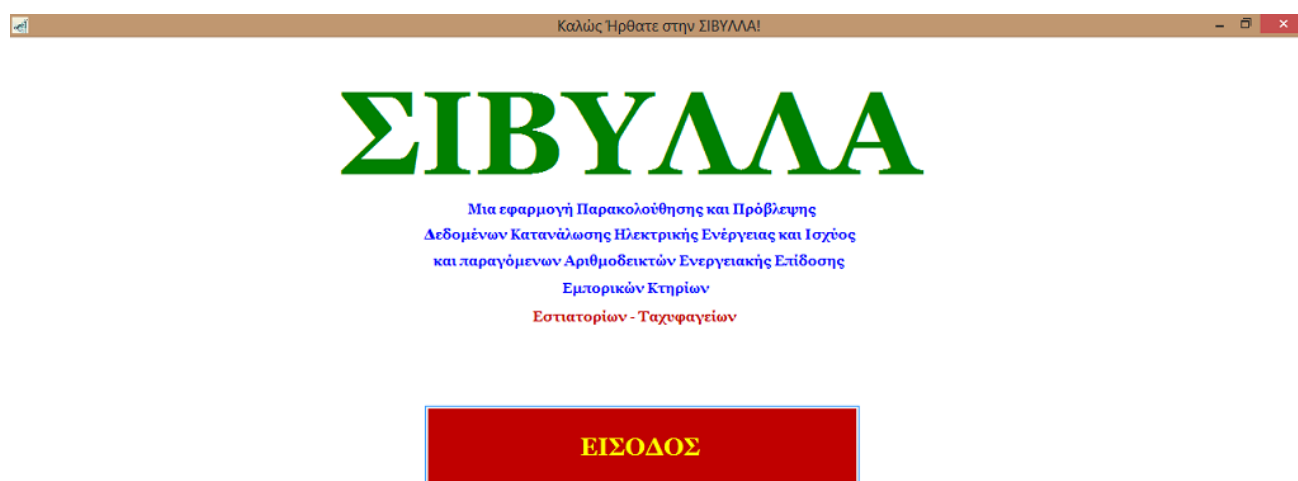 Καλώς Ήρθατε στην ΣΙΒΥΛΛΑ!
ΣΙΒΥΛΛΑ
Μια εφαρμογή Παρακολούθησης και Πρόβλεψης
Δεδομένων Κατανάλωσης Ηλεκτρικής Ενέργειας και Ισχύος
και παραγόμενων Αριθμοδεικτών Ενεργειακής Επίδοσης
Εμπορικών Κτηρίων
Εστιατορίων - Ταχυφαγείων
ΕΙΣΟΔΟΣ